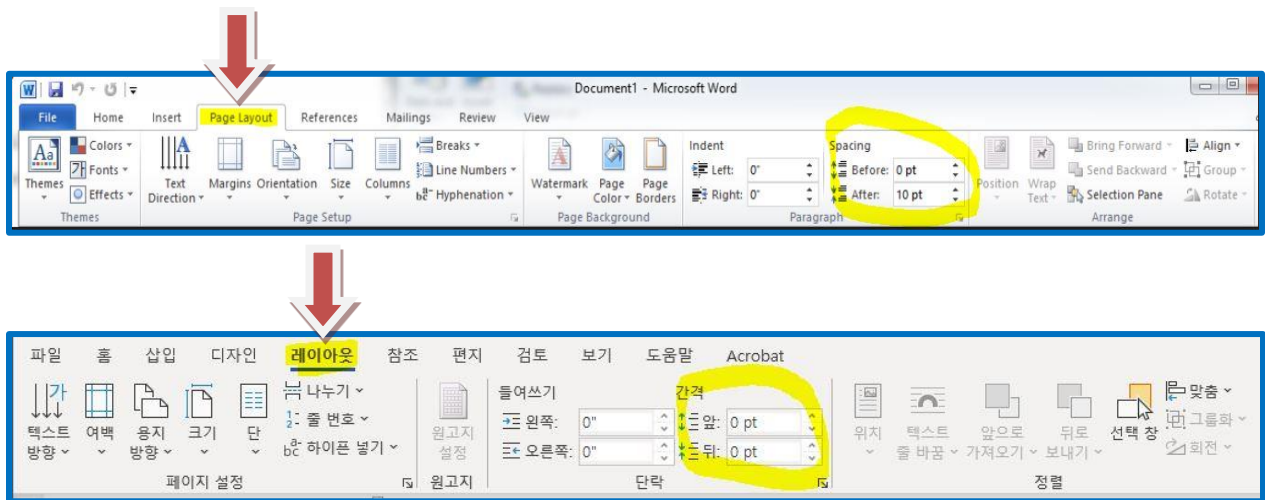 Document1 - Microsoft Word
File Home Insert Page Layout References Mailings Review View
Colors Breaks Indent Spacing Bring Forward Align
Aa Fonts Line Numbers Left: 0" Before: 0 pt Send Backward Group
Themes Effects Text Direction Margins Orientation Size Columns Hyphenation Watermark Page Color Page Borders Right: 0" After: 10 pt Position Wrap Text Selection Pane Rotate
Themes Page Setup Page Background Paragraph Arrange
파일 홈 삽입 디자인 레이아웃 참조 편지 검토 보기 도움말 Acrobat
가 나누기 들여쓰기 간격 맞춤
텍스트 방향 여백 용지 방향 크기 단 줄 번호 원고지 설정 왼쪽: 0" 앞: 0 pt 위치 텍스트 줄 바꿈 앞으로 가져오기 뒤로 보내기 선택 창 그룹화
하이픈 넣기 오른쪽: 0" 뒤: 0 pt 회전
페이지 설정 원고지 단락 정렬